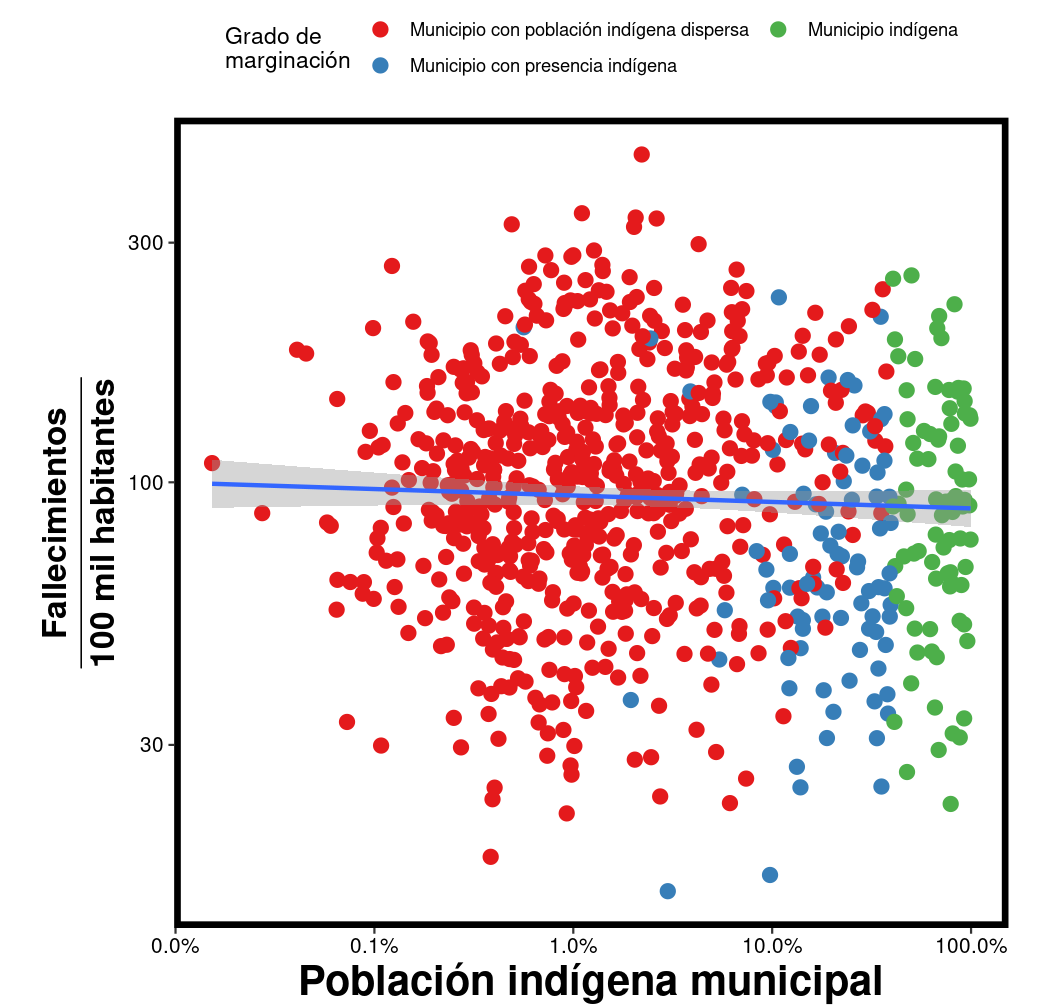 Grado de
marginación
Municipio con población indígena dispersa
Municipio indígena
Municipio con presencia indígena
Fallecimientos
100 mil habitantes
300
100
30
0.0%
0.1%
1.0%
10.0%
100.0%
Población indígena municipal